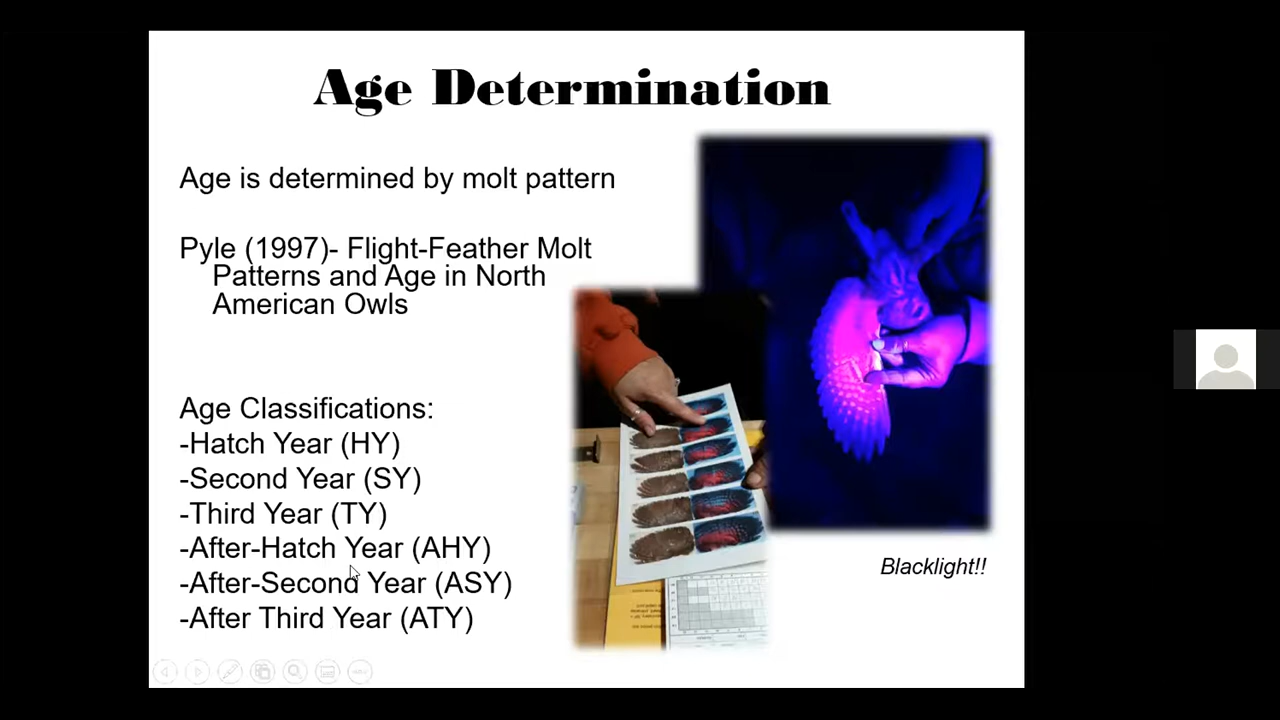 Age Determination
Age is determined by molt pattern
Pyle (1997)- Flight-Feather Molt
Patterns and Age in North
American Owls
Age Classifications:
-Hatch Year (HY)
-Second Year (SY)
-Third Year (TY)
-After-Hatch Year (AHY)
-After-Second Year (ASY)
-After Third Year (ATY)
Blacklight!!